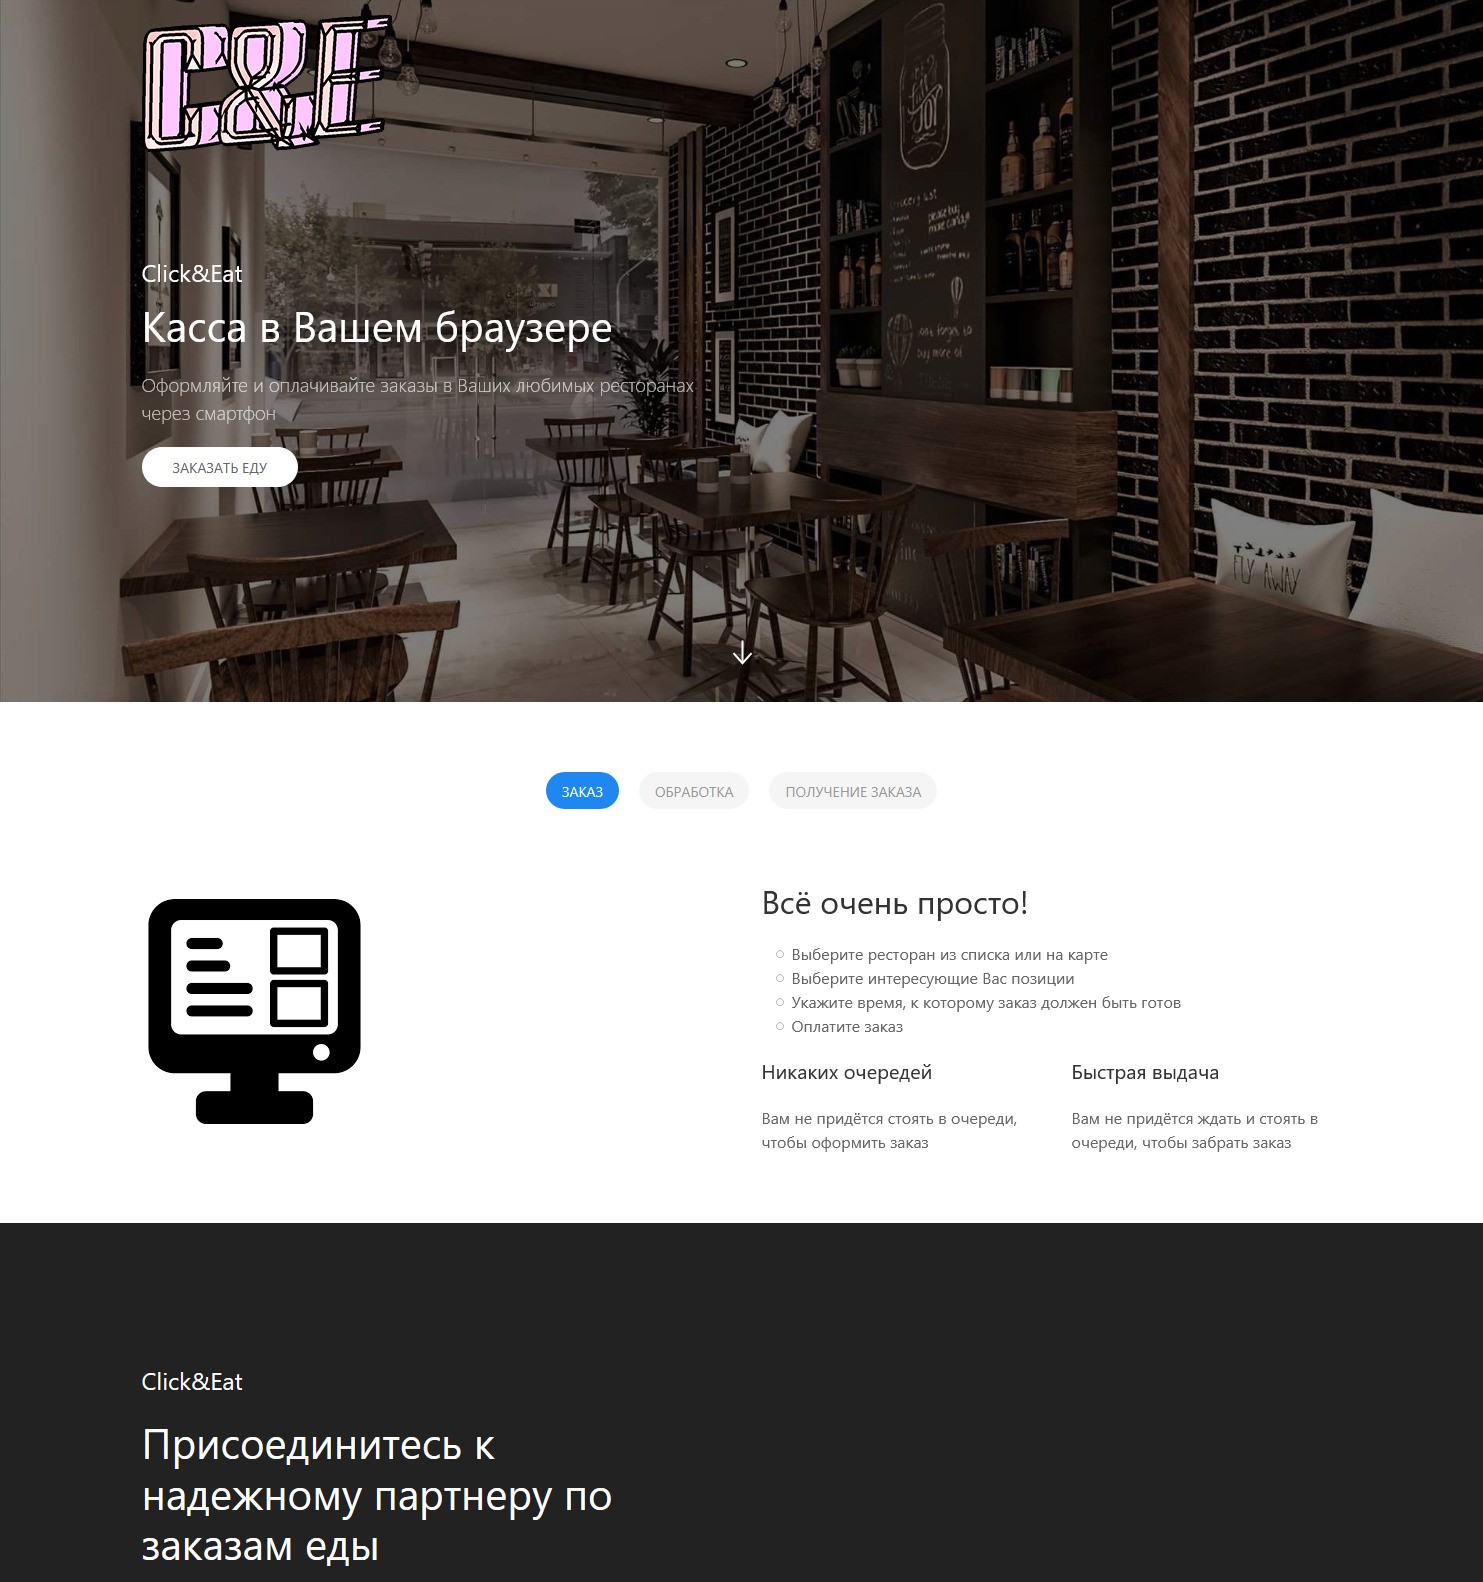 C&E
Click&Eat
Касса в Вашем браузере
Оформляйте и оплачивайте заказы в Ваших любимых ресторанах
через смартфон
ЗАКАЗАТЬ ЕДУ
FLY AWAY
ЗАКАЗ
ОБРАБОТКА
ПОЛУЧЕНИЕ ЗАКАЗА
Всё очень просто!
Выберите ресторан из списка или на карте
Выберите интересующие Вас позиции
Укажите время, к которому заказ должен быть готов
Оплатите заказ
Никаких очередей
Вам не придётся стоять в очереди,
чтобы оформить заказ
Быстрая выдача
Вам не придётся ждать и стоять в
очереди, чтобы забрать заказ
Click&Eat
Присоединитесь к
надежному партнеру по
заказам еды